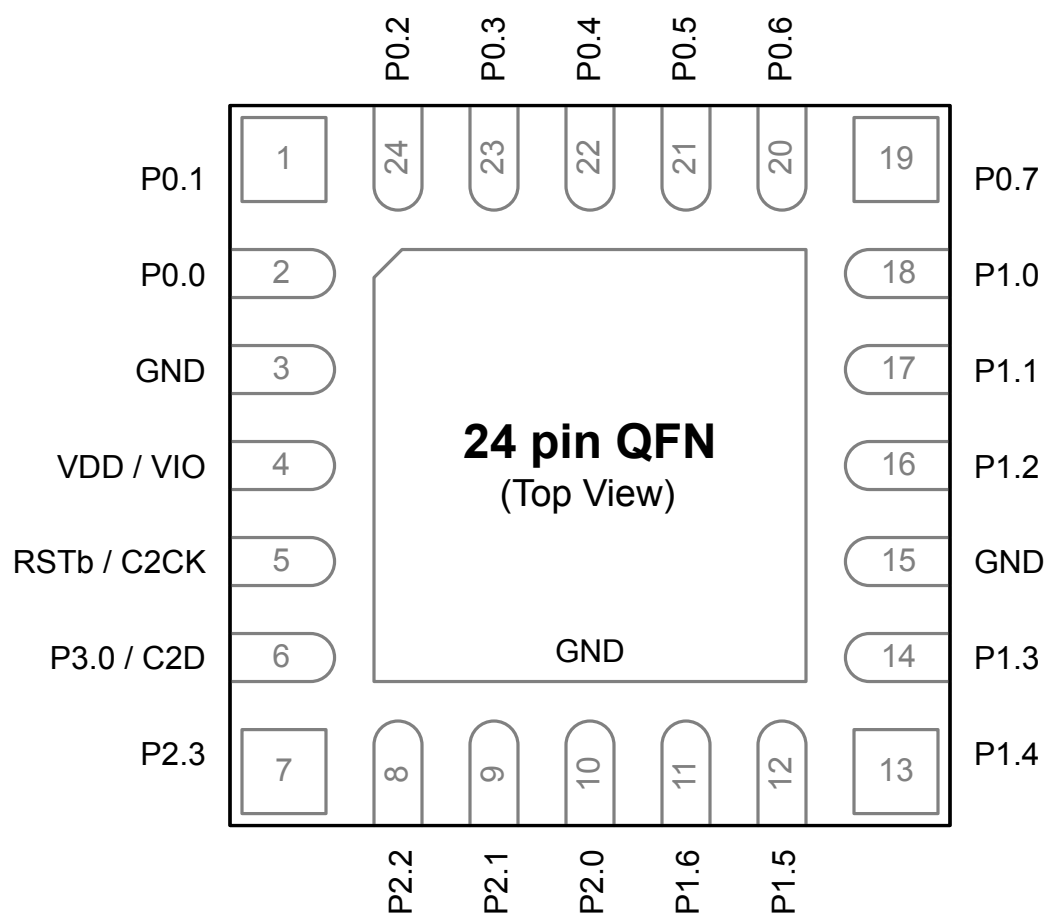 P0.2 P0.3 P0.4 P0.5 P0.6
1 24 23 22 21 20 19
P0.1 P0.7
P0.0 2 18 P1.0
GND 3 17 P1.1
VDD / VIO 4 16 P1.2
24 pin QFN
(Top View)
RSTb / C2CK 5 15 GND
P3.0 / C2D 6 GND 14 P1.3
P2.3 P1.4
7 8 9 10 11 12 13
P2.2 P2.1 P2.0 P1.6 P1.5